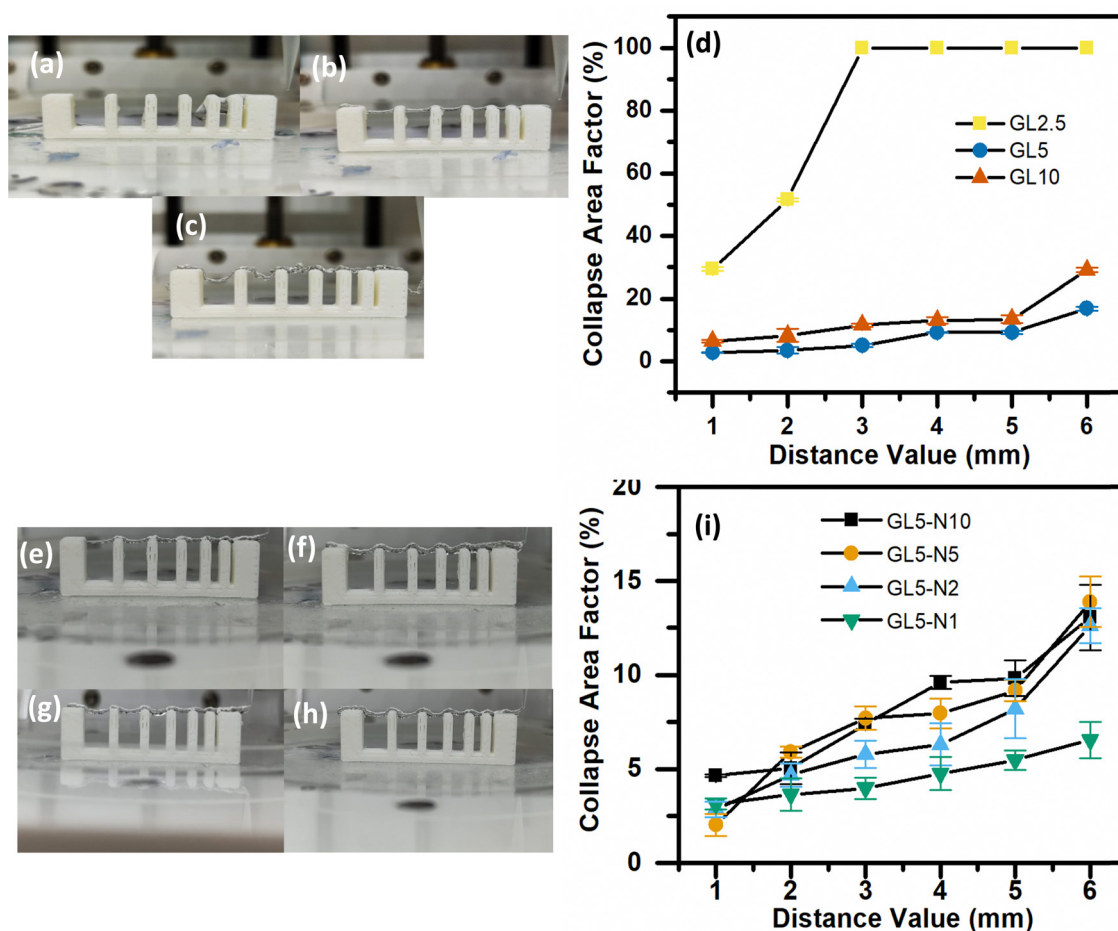 (a)
(b)
(c)
(d)
Collapse Area Factor (%)
100
80
60
40
20
0
GL2.5
GL5
GL10
1 2 3 4 5 6
Distance Value (mm)
(e)
(f)
(g)
(h)
(i)
Collapse Area Factor (%)
20
15
10
5
0
GL5-N10
GL5-N5
GL5-N2
GL5-N1
1 2 3 4 5 6
Distance Value (mm)